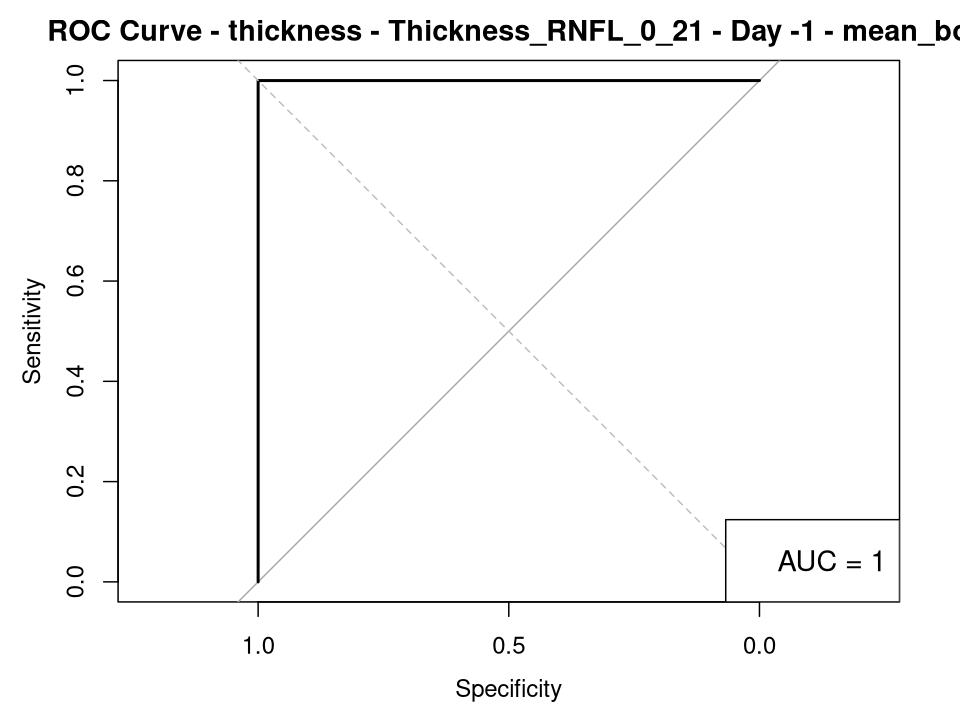 ROC Curve - thickness - Thickness_RNFL_0_21 - Day -1 - mean_bo
1.0
0.8
0.6
0.4
0.2
0.0
Sensitivity
AUC = 1
1.0 0.5 0.0
Specificity